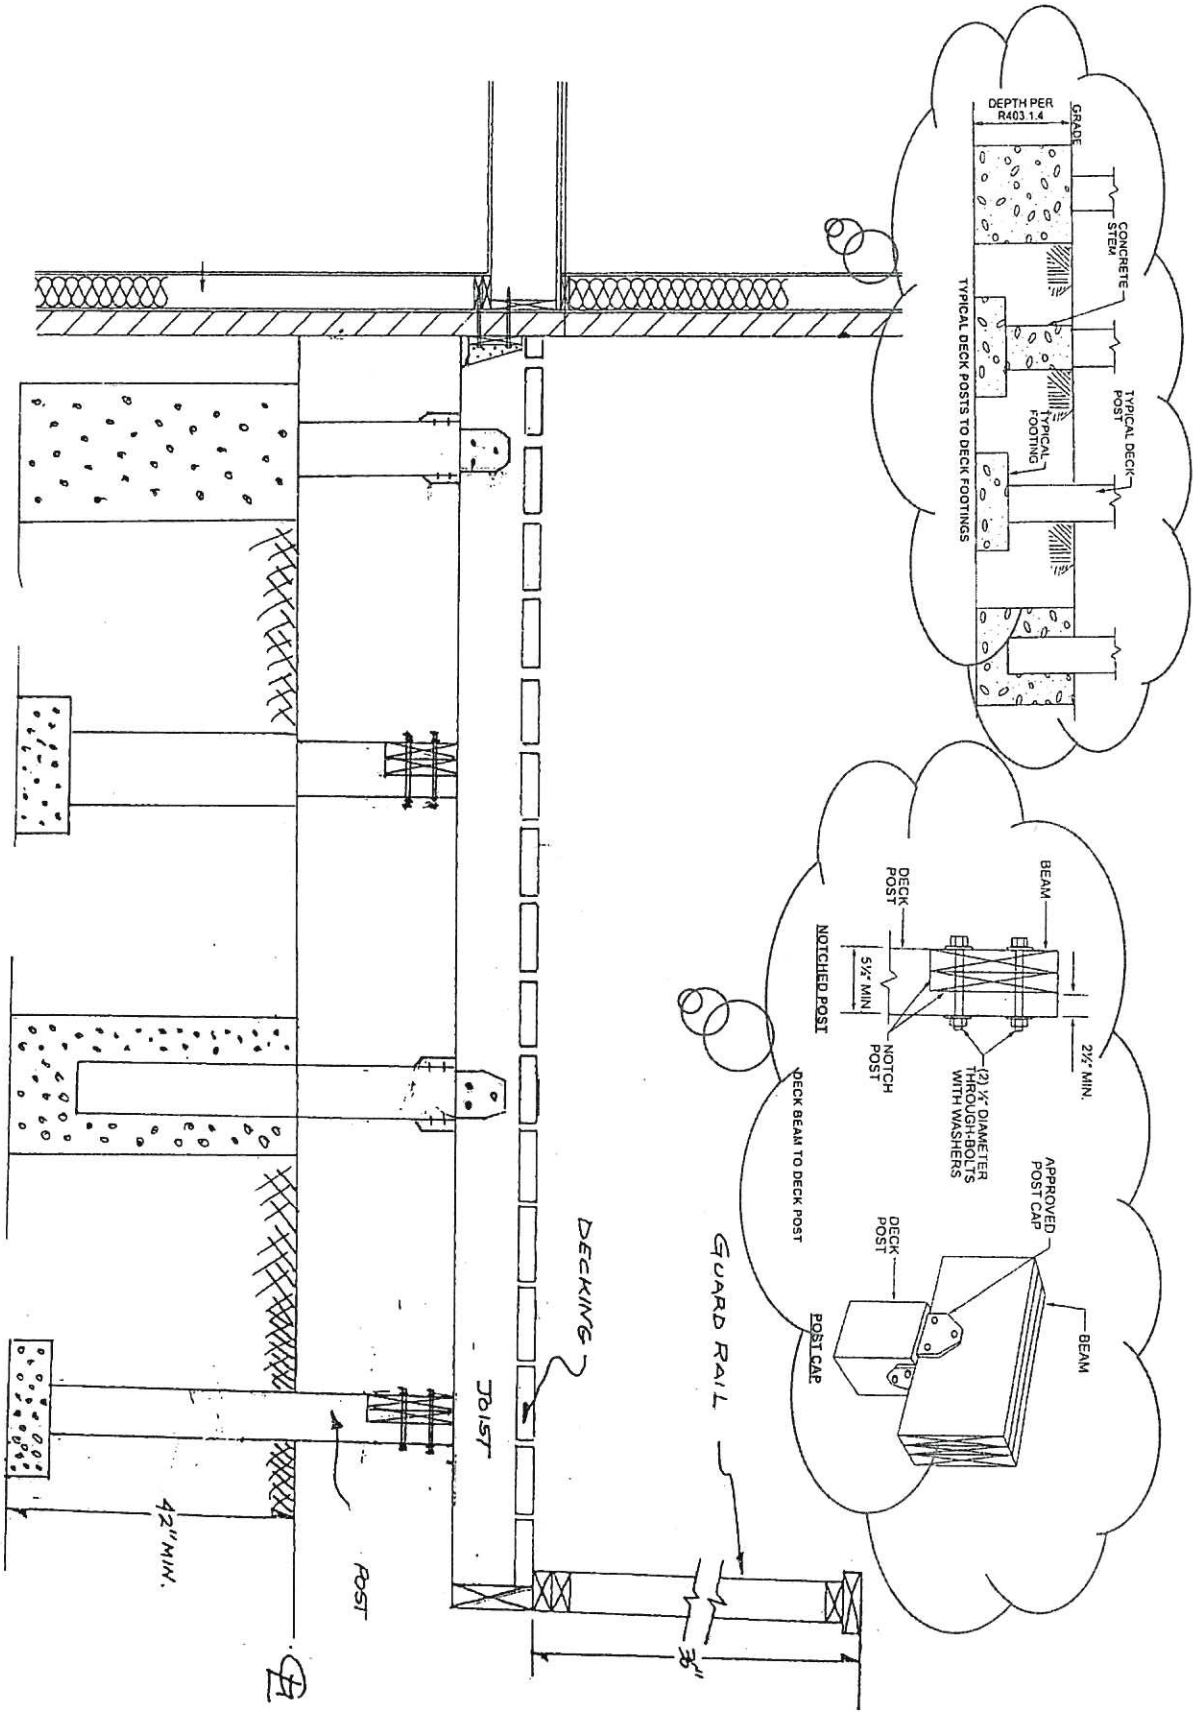 DEPTH PER
R403.1.4
GRADE
CONCRETE
STEM
TYPICAL DECK
POST
TYPICAL
FOOTING
TYPICAL DECK POSTS TO DECK FOOTINGS
BEAM
DECK
POST
5½" MIN.
2½" MIN.
NOTCH
POST
(2) ½" DIAMETER
THROUGH-BOLTS
WITH WASHERS
NOTCHED POST
APPROVED
POST CAP
BEAM
DECK
POST
POST CAP
DECK BEAM TO DECK POST
GUARD RAIL
DECKING
JOIST
36"
POST
42" MIN.